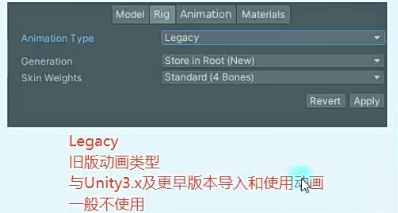 Model Rig Animation Materials
Animation Type Legacy
Generation Store in Root (New)
Skin Weights Standard (4 Bones)
Revert Apply
Legacy
旧版动画类型
与Unity3.x及更早版本导入和使用动画
一般不使用